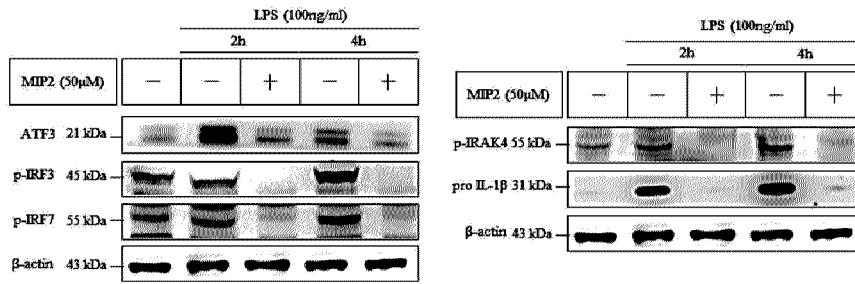 LPS (100ng/ml)
2h 4h
MIP2 (50μM) — — + — +
ATF3 21 kDa
p-IRF3 45 kDa
p-IRF7 55 kDa
β-actin 43 kDa
LPS (100ng/ml)
2h 4h
MIP2 (50μM) — — + — +
p-IRAK4 55 kDa
pro IL-1β 31 kDa
β-actin 43 kDa